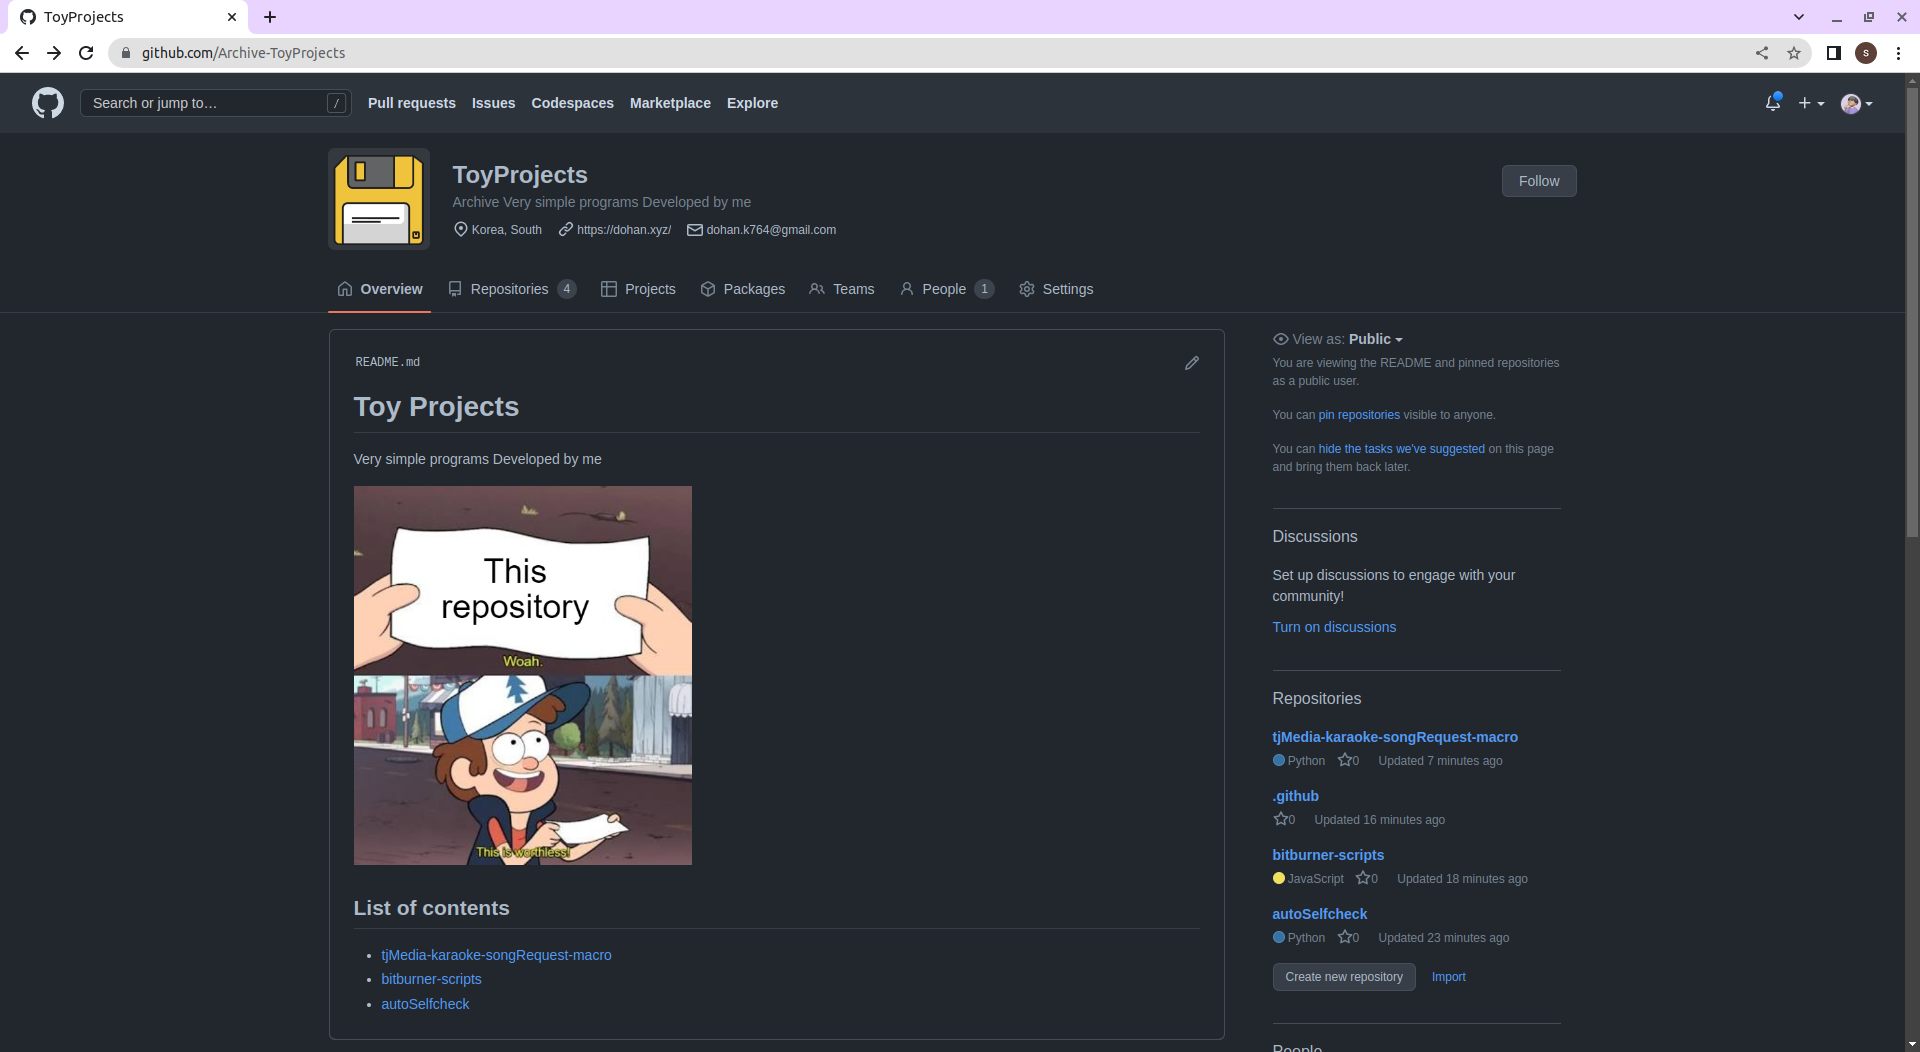 ToyProjects
github.com/Archive-ToyProjects
S
Search or jump to…
/
Pull requests
Issues
Codespaces
Marketplace
Explore
ToyProjects
Archive Very simple programs Developed by me
Korea, South
https://dohan.xyz/
dohan.k764@gmail.com
Follow
Overview
Repositories 4
Projects
Packages
Teams
People 1
Settings
README.md
Toy Projects
Very simple programs Developed by me
This
repository
Woah.
This is worthless!
List of contents
tjMedia-karaoke-songRequest-macro
bitburner-scripts
autoSelfcheck
View as: Public
You are viewing the README and pinned repositories
as a public user.
You can pin repositories visible to anyone.
You can hide the tasks we've suggested on this page
and bring them back later.
Discussions
Set up discussions to engage with your
community!
Turn on discussions
Repositories
tjMedia-karaoke-songRequest-macro
Python 0 Updated 7 minutes ago
.github
0 Updated 16 minutes ago
bitburner-scripts
JavaScript 0 Updated 18 minutes ago
autoSelfcheck
Python 0 Updated 23 minutes ago
Create new repository
Import
People